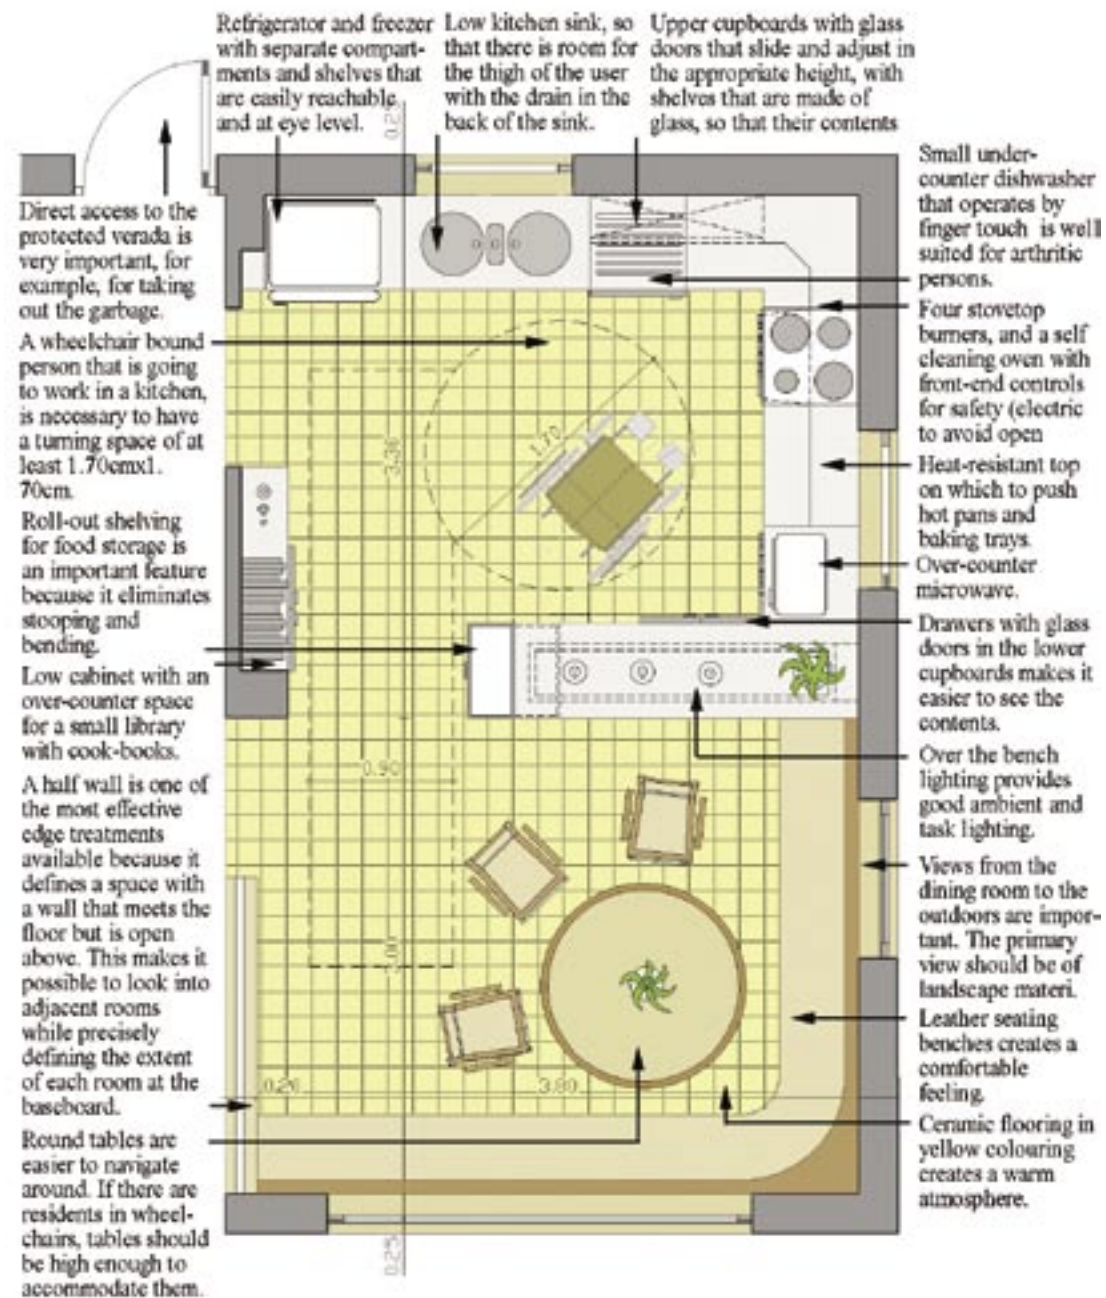 Refrigerator and freezer
with separate compart-
ments and shelves that
are easily reachable
and at eye level.
Low kitchen sink, so
that there is room for
the thigh of the user
with the drain in the
back of the sink.
Upper cupboards with glass
doors that slide and adjust in
the appropriate height, with
shelves that are made of
glass, so that their contents
Direct access to the
protected verada is
very important, for
example, for taking
out the garbage.
A wheelchair bound
person that is going
to work in a kitchen,
is necessary to have
a turning space of at
least 1.70cmx1.
70cm.
Roll-out shelving
for food storage is
an important feature
because it eliminates
stooping and
bending.
Low cabinet with an
over-counter space
for a small library
with cook-books.
A half wall is one of
the most effective
edge treatments
available because it
defines a space with
a wall that meets the
floor but is open
above. This makes it
possible to look into
adjacent rooms
while precisely
defining the extent
of each room at the
baseboard.
Round tables are
easier to navigate
around. If there are
residents in wheel-
chairs, tables should
be high enough to
accommodate them.
Small under-
counter dishwasher
that operates by
finger touch is well
suited for arthritic
persons.
Four stovetop
burners, and a self
cleaning oven with
front-end controls
for safety (electric
to avoid open
Heat-resistant top
on which to push
hot pans and
baking trays.
Over-counter
microwave.
Drawers with glass
doors in the lower
cupboards makes it
easier to see the
contents.
Over the bench
lighting provides
good ambient and
task lighting.
Views from the
dining room to the
outdoors are impor-
tant. The primary
view should be of
landscape materi.
Leather seating
benches creates a
comfortable
feeling.
Ceramic flooring in
yellow colouring
creates a warm
atmosphere.
0.25
1.70
0.90
0.20
3.80
0.25